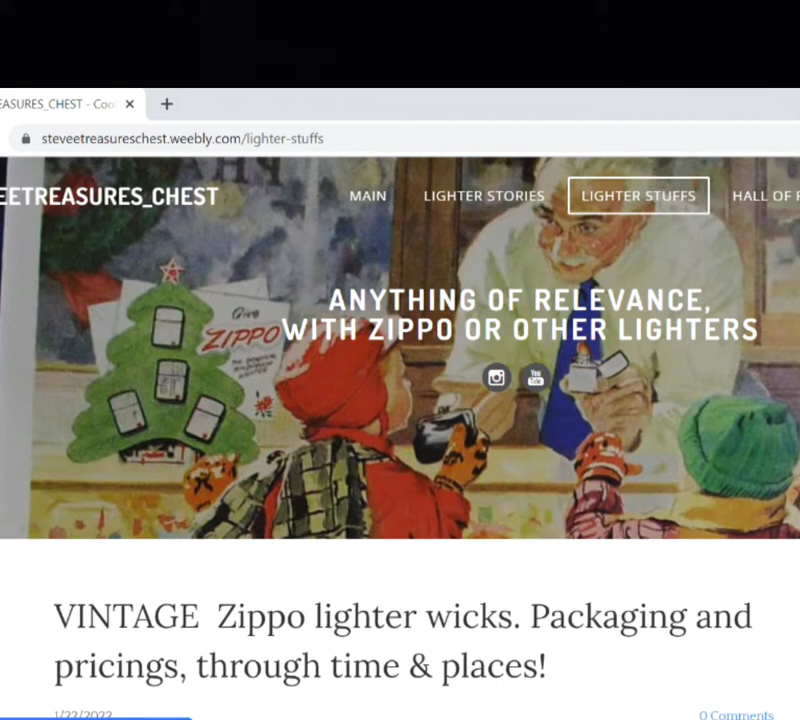 EASURES_CHEST - Coo
steveetreasureschest.weebly.com/lighter-stuffs
EETREASURES_CHEST
MAIN LIGHTER STORIES LIGHTER STUFFS HALL OF F
ANYTHING OF RELEVANCE,
WITH ZIPPO OR OTHER LIGHTERS
Give
ZIPPO
You
Tube
VINTAGE Zippo lighter wicks. Packaging and
pricings, through time & places!
1/22/2022
0 Comments